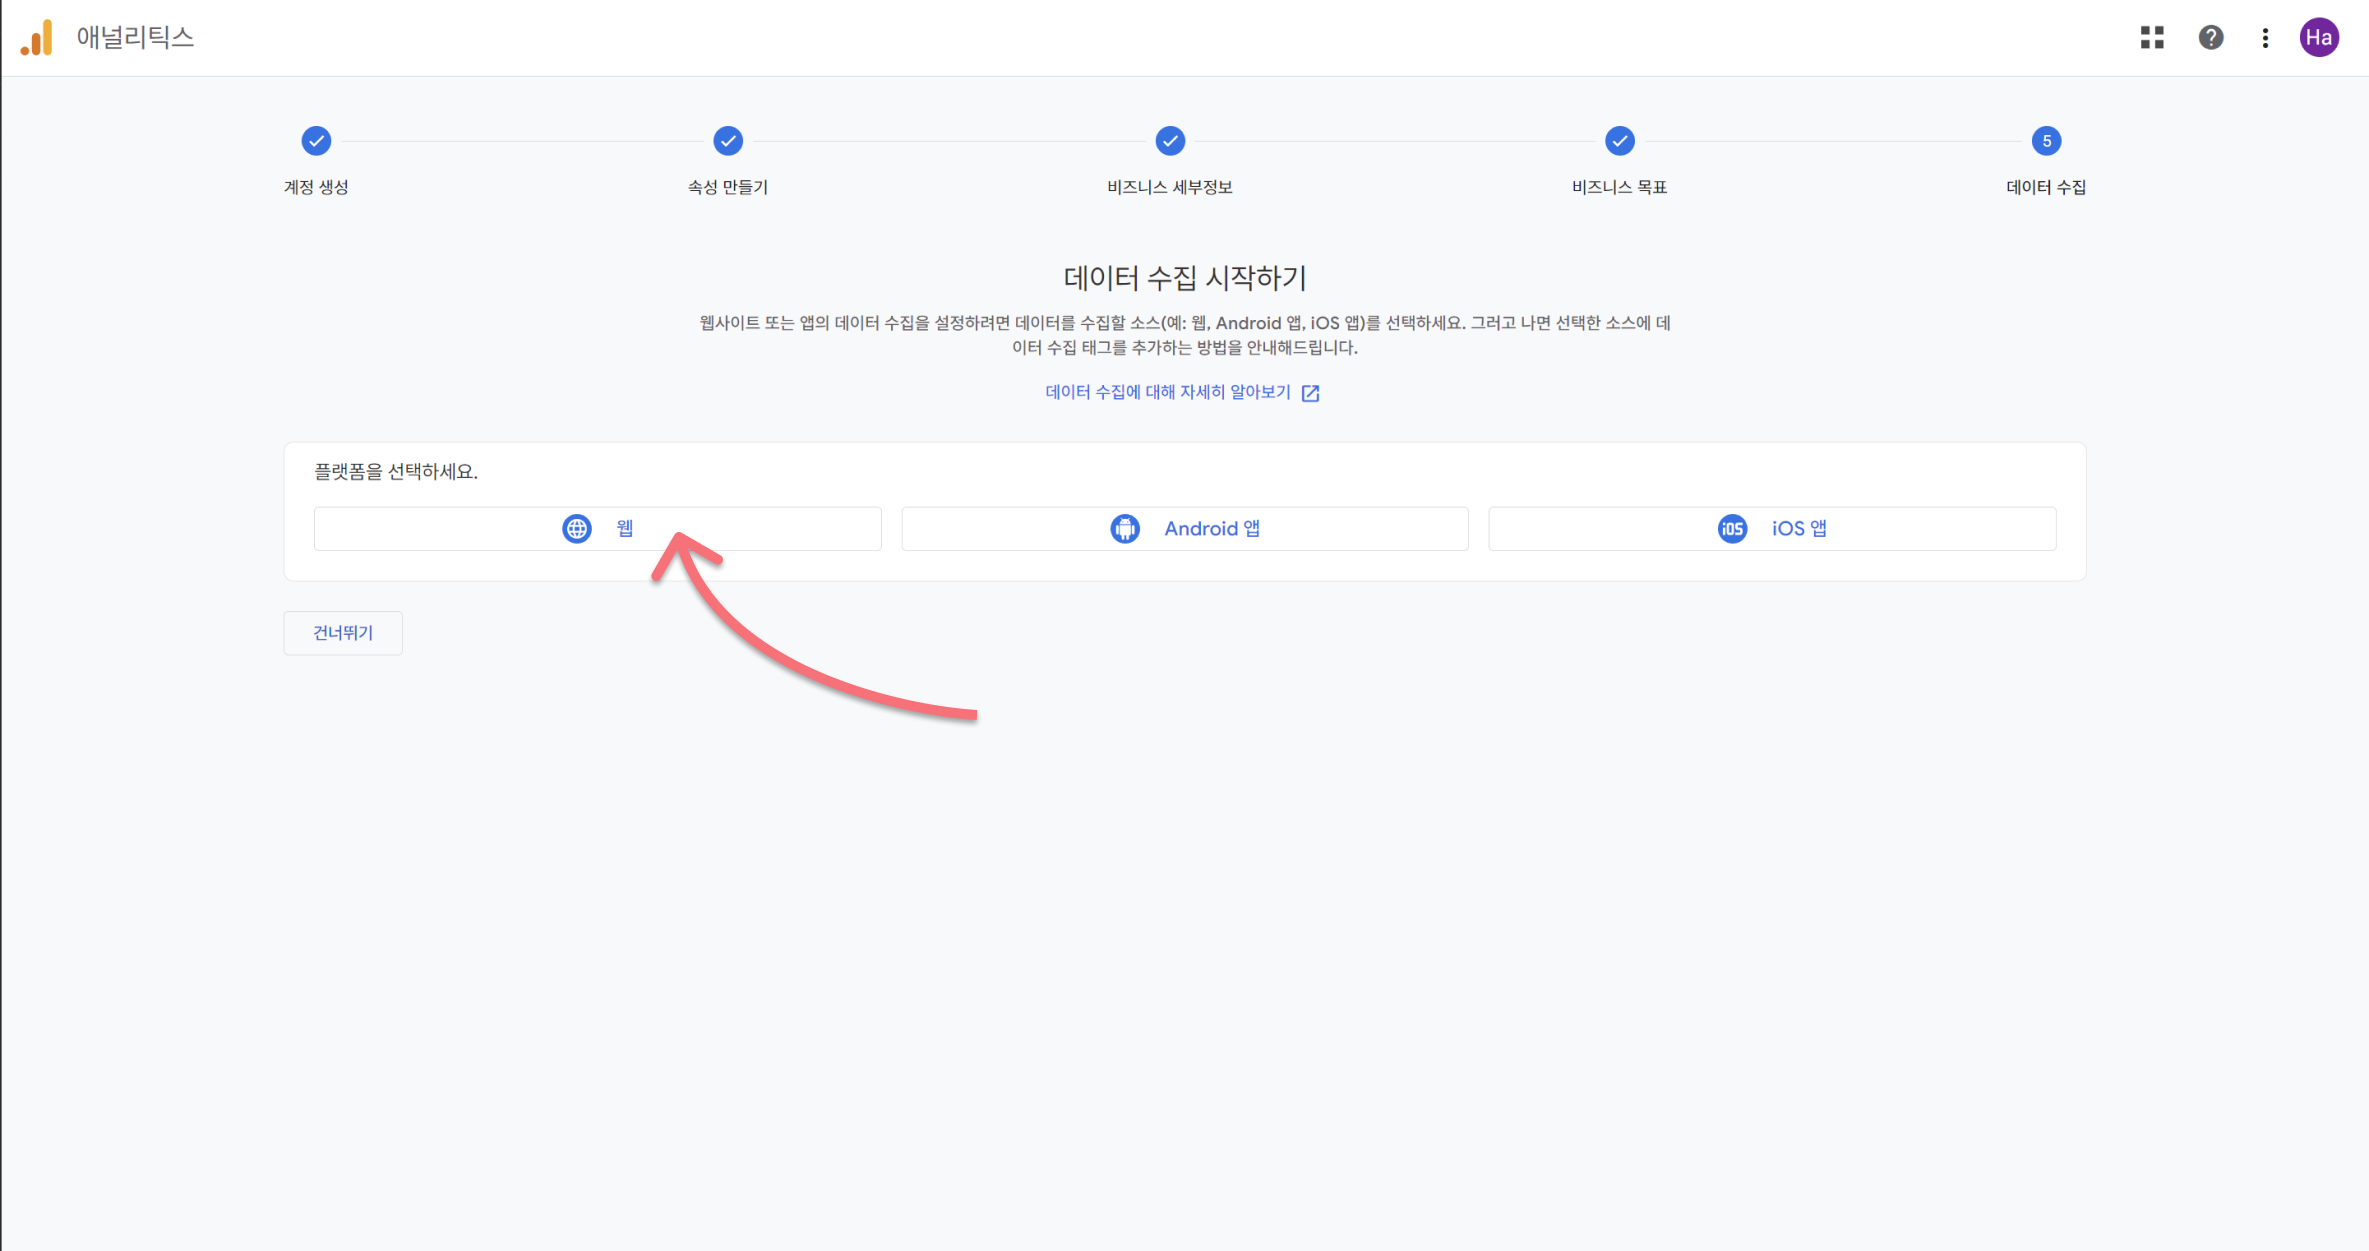 애널리틱스
Ha
5
계정 생성
속성 만들기
비즈니스 세부정보
비즈니스 목표
데이터 수집
데이터 수집 시작하기
웹사이트 또는 앱의 데이터 수집을 설정하려면 데이터를 수집할 소스(예: 웹, Android 앱, iOS 앱)를 선택하세요. 그러고 나면 선택한 소스에 데
이터 수집 태그를 추가하는 방법을 안내해드립니다.
데이터 수집에 대해 자세히 알아보기
플랫폼을 선택하세요.
웹
Android 앱
iOS iOS 앱
건너뛰기